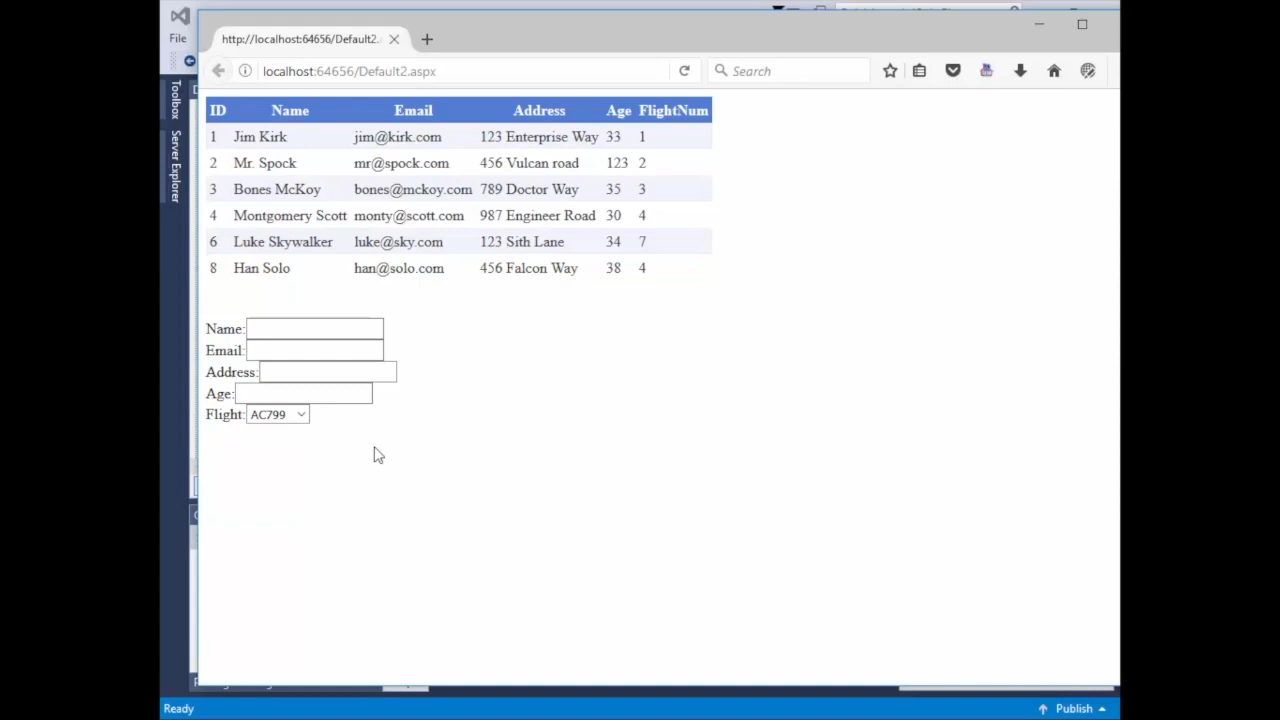 File
http://localhost:64656/Default2.
localhost:64656/Default2.aspx
Search
Toolbox
Server Explorer
ID Name Email Address Age FlightNum
1 Jim Kirk jim@kirk.com 123 Enterprise Way 33 1
2 Mr. Spock mr@spock.com 456 Vulcan road 123 2
3 Bones McKoy bones@mckoy.com 789 Doctor Way 35 3
4 Montgomery Scott monty@scott.com 987 Engineer Road 30 4
6 Luke Skywalker luke@sky.com 123 Sith Lane 34 7
8 Han Solo han@solo.com 456 Falcon Way 38 4
Name:
Email:
Address:
Age:
Flight: AC799
Ready
Publish